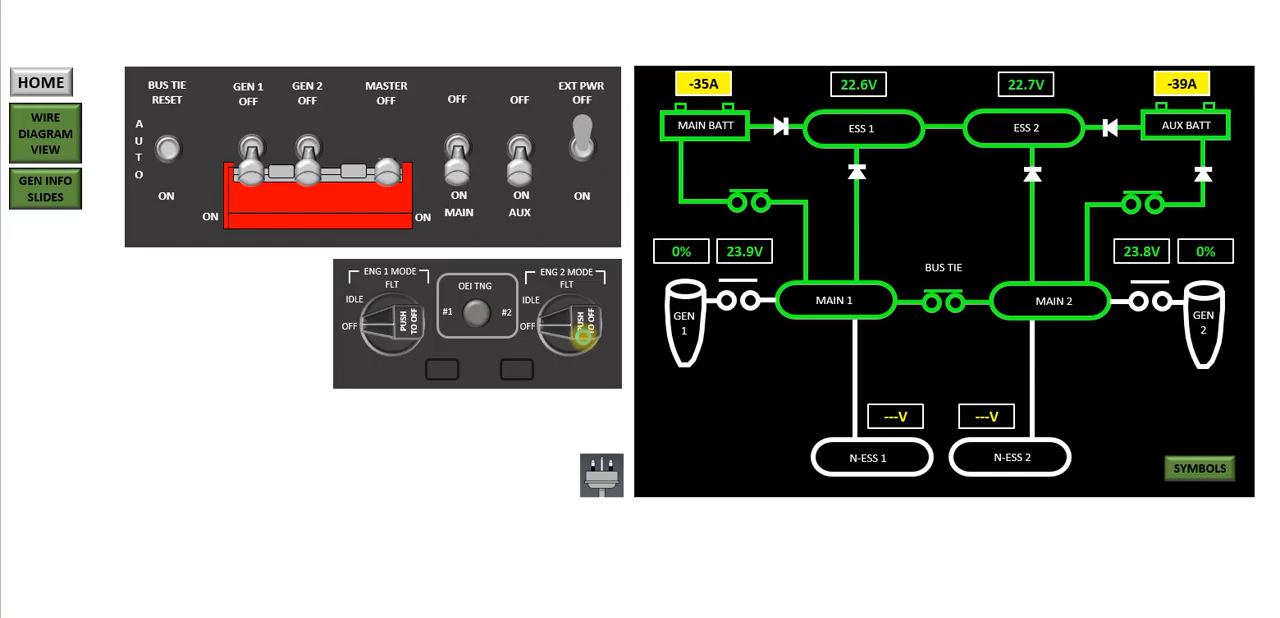 HOME
WIRE
DIAGRAM
VIEW
GEN INFO
SLIDES
BUS TIE
RESET
A
U
T
O
ON
GEN 1
OFF
GEN 2
OFF
MASTER
OFF
OFF
OFF
EXT PWR
OFF
ON
ON
ON
MAIN
ON
AUX
ON
ENG 1 MODE
FLT
IDLE
OFF
PUSH
TO OFF
OEI TNG
#1
#2
ENG 2 MODE
FLT
IDLE
OFF
PUSH
TO OFF
-35A
22.6V
22.7V
-39A
MAIN BATT
ESS 1
ESS 2
AUX BATT
0%
23.9V
BUS TIE
23.8V
0%
GEN
1
MAIN 1
MAIN 2
GEN
2
---V
---V
N-ESS 1
N-ESS 2
SYMBOLS